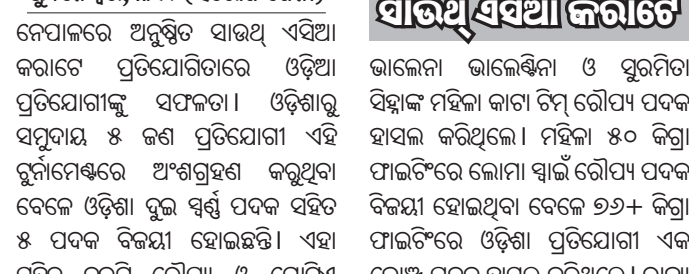 ନେପାଳରେ ଅନୁଷ୍ଠିତ ସାଉଥ୍ ଏସିଆ
କରାଟେ ପ୍ରତିଯୋଗିତାରେ ଓଡ଼ିଆ
ପ୍ରତିଯୋଗୀଙ୍କୁ ସଫଳତା। ଓଡ଼ିଶାରୁ
ସମୁଦାୟ ୫ ଜଣ ପ୍ରତିଯୋଗୀ ଏହି
ଟୁର୍ନାମେଣ୍ଟରେ ଅଂଶଗ୍ରହଣ କରୁଥିବା
ବେଳେ ଓଡ଼ିଶା ଦୁଇ ସ୍ୱର୍ଣ୍ଣ ପଦକ ସହିତ
୫ ପଦକ ବିଜୟୀ ହୋଇଛନ୍ତି। ଏହା
ସାଉଥ୍ ଏସିଆ କରାଟେ
ଭାଲେନା ଭାଲେଣ୍ଟିନା ଓ ସୁରମିତା
ସିହ୍ନାଙ୍କ ମହିଳା କାଟା ଟିମ୍ ରୌପ୍ୟ ପଦକ
ହାସଲ କରିଥିଲେ। ମହିଳା ୫୦ କିଗ୍ରା
ଫାଇଟିଂରେ ଲୋମା ସ୍ୱାଇଁ ରୌପ୍ୟ ପଦକ
ବିଜୟୀ ହୋଇଥିବା ବେଳେ ୭୬+ କିଗ୍ରା
ଫାଇଟିଂରେ ଓଡ଼ିଶା ପ୍ରତିଯୋଗୀ ଏକ